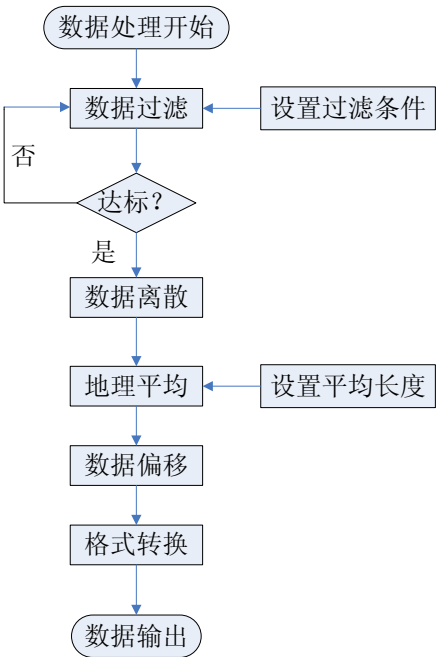 数据处理开始
数据过滤
设置过滤条件
否
达标？
是
数据离散
地理平均
设置平均长度
数据偏移
格式转换
数据输出